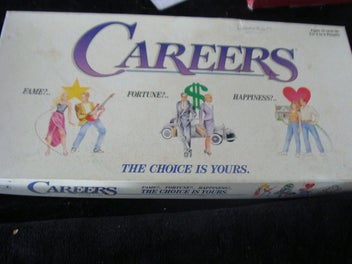 CAREERS
FAME?..
FORTUNE?..
HAPPINESS?..
THE CHOICE IS YOURS.
CAREERS
FAME?.. FORTUNE?.. HAPPINESS?..
THE CHOICE IS YOURS.